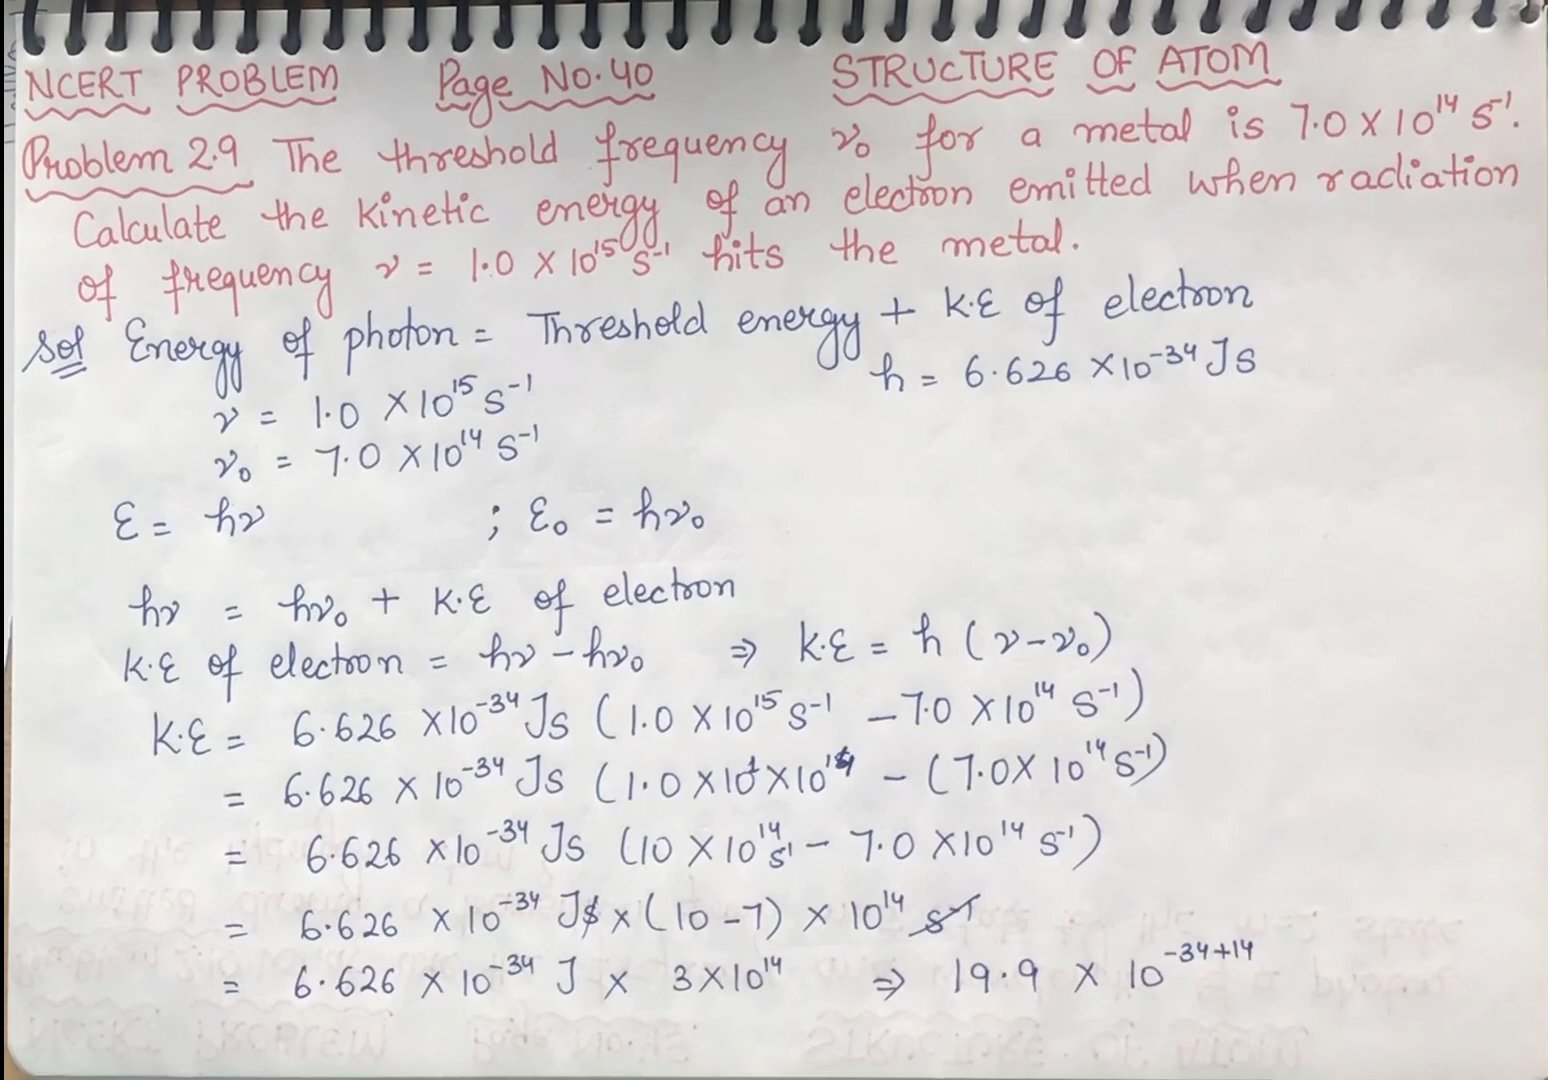 NCERT PROBLEM Page No.40 STRUCTURE OF ATOM
Problem 2.9 The threshold frequency ν₀ for a metal is 7.0 × 10¹⁴ S⁻¹.
Calculate the kinetic energy of an electron emitted when radiation
of frequency ν = 1.0 × 10¹⁵ S⁻¹ hits the metal.
Sol Energy of photon = Threshold energy + K.E of electron
h = 6.626 × 10⁻³⁴ JS
ν = 1.0 × 10¹⁵ S⁻¹
ν₀ = 7.0 × 10¹⁴ S⁻¹
E = hν ; E₀ = hν₀
hν = hν₀ + K.E of electron
K.E of electron = hν – hν₀ ⇒ K.E = h (ν – ν₀)
K.E = 6.626 × 10⁻³⁴ JS (1.0 × 10¹⁵ S⁻¹ – 7.0 × 10¹⁴ S⁻¹)
= 6.626 × 10⁻³⁴ JS (1.0 × 10¹ × 10¹⁴ – (7.0 × 10¹⁴ S⁻¹)
= 6.626 × 10⁻³⁴ JS (10 × 10¹⁴ S⁻¹ – 7.0 × 10¹⁴ S⁻¹)
= 6.626 × 10⁻³⁴ JS × (10 – 7) × 10¹⁴ S⁻¹
= 6.626 × 10⁻³⁴ J × 3 × 10¹⁴ ⇒ 19.9 × 10⁻³⁴⁺¹⁴